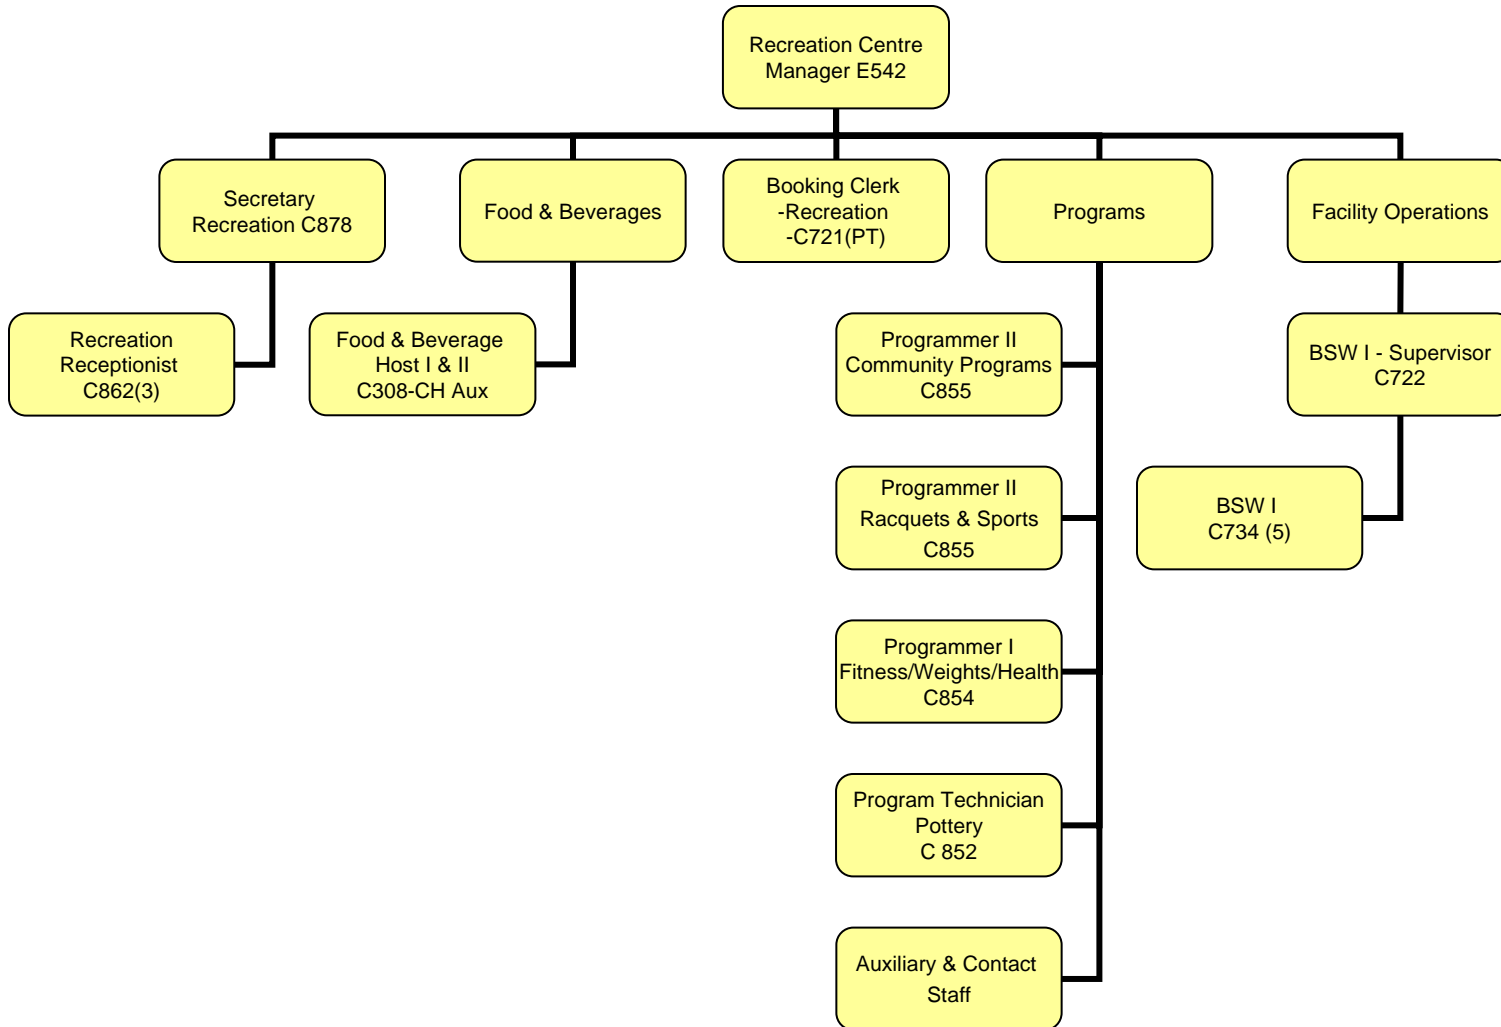 Recreation Centre
Manager E542
Secretary
Recreation C878
Food & Beverages
Booking Clerk
-Recreation
-C721(PT)
Programs
Facility Operations
Recreation
Receptionist
C862(3)
Food & Beverage
Host I & II
C308-CH Aux
Programmer II
Community Programs
C855
BSW I - Supervisor
C722
Programmer II
Racquets & Sports
C855
BSW I
C734 (5)
Programmer I
Fitness/Weights/Health
C854
Program Technician
Pottery
C 852
Auxiliary & Contact
Staff